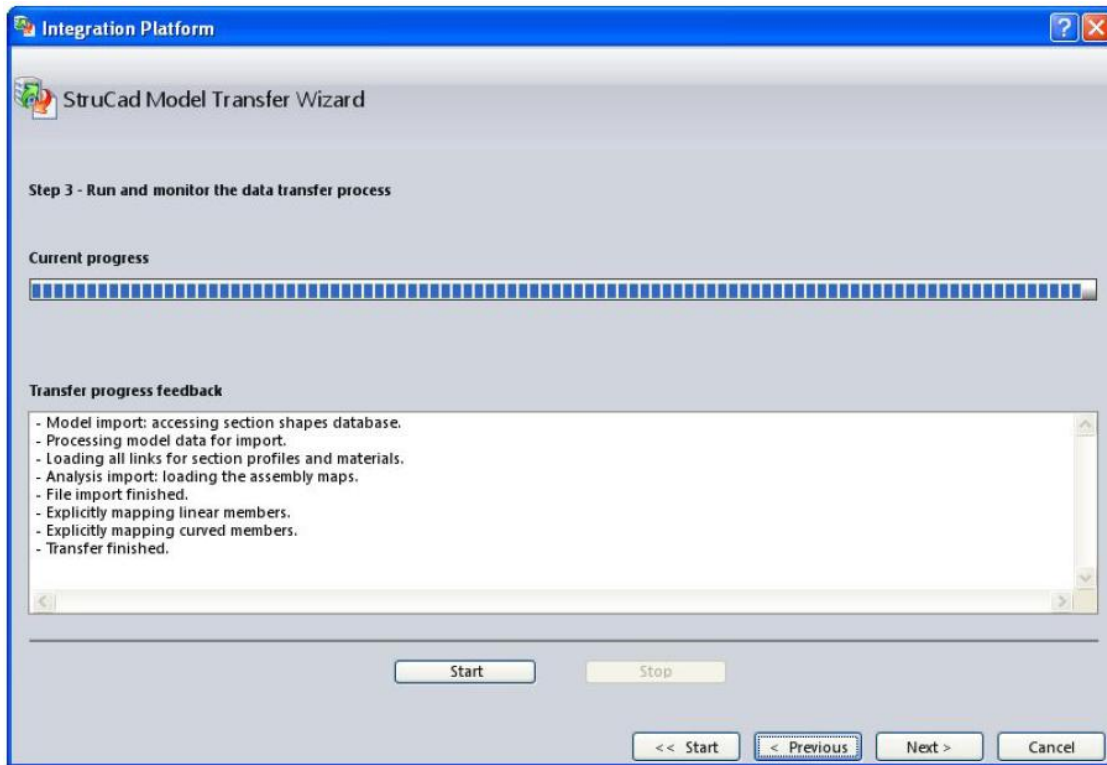 Integration Platform
StruCad Model Transfer Wizard
Step 3 - Run and monitor the data transfer process
Current progress
Transfer progress feedback
- Model import: accessing section shapes database.
- Processing model data for import.
- Loading all links for section profiles and materials.
- Analysis import: loading the assembly maps.
- File import finished.
- Explicitly mapping linear members.
- Explicitly mapping curved members.
- Transfer finished.
Start Stop
<< Start < Previous Next > Cancel